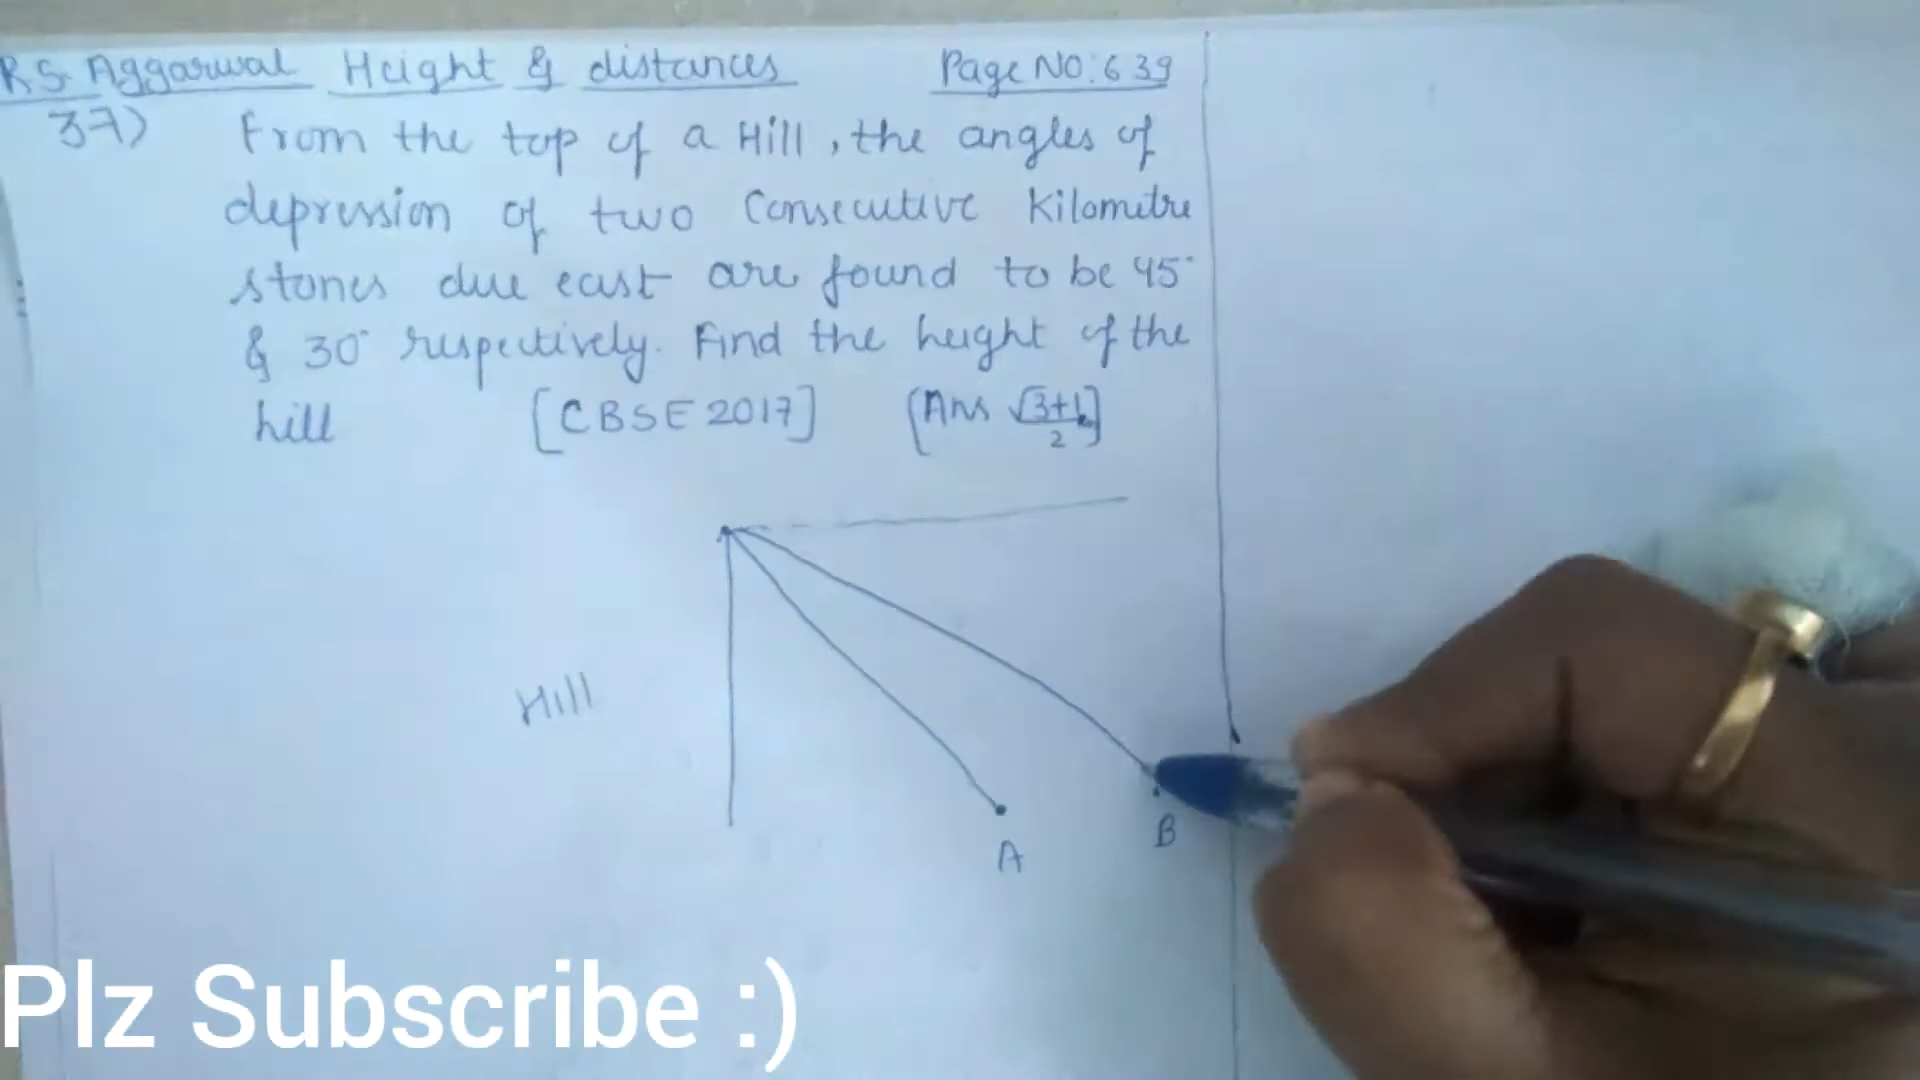 R.S. Aggarwal Height & distances Page No: 639
37) From the top of a Hill, the angles of
depression of two Consecutive Kilometre
stones due east are found to be 45°
& 30° respectively. Find the height of the
hill [CBSE 2017] [Ans √3+1/2]
Hill
A
B
Plz Subscribe :)